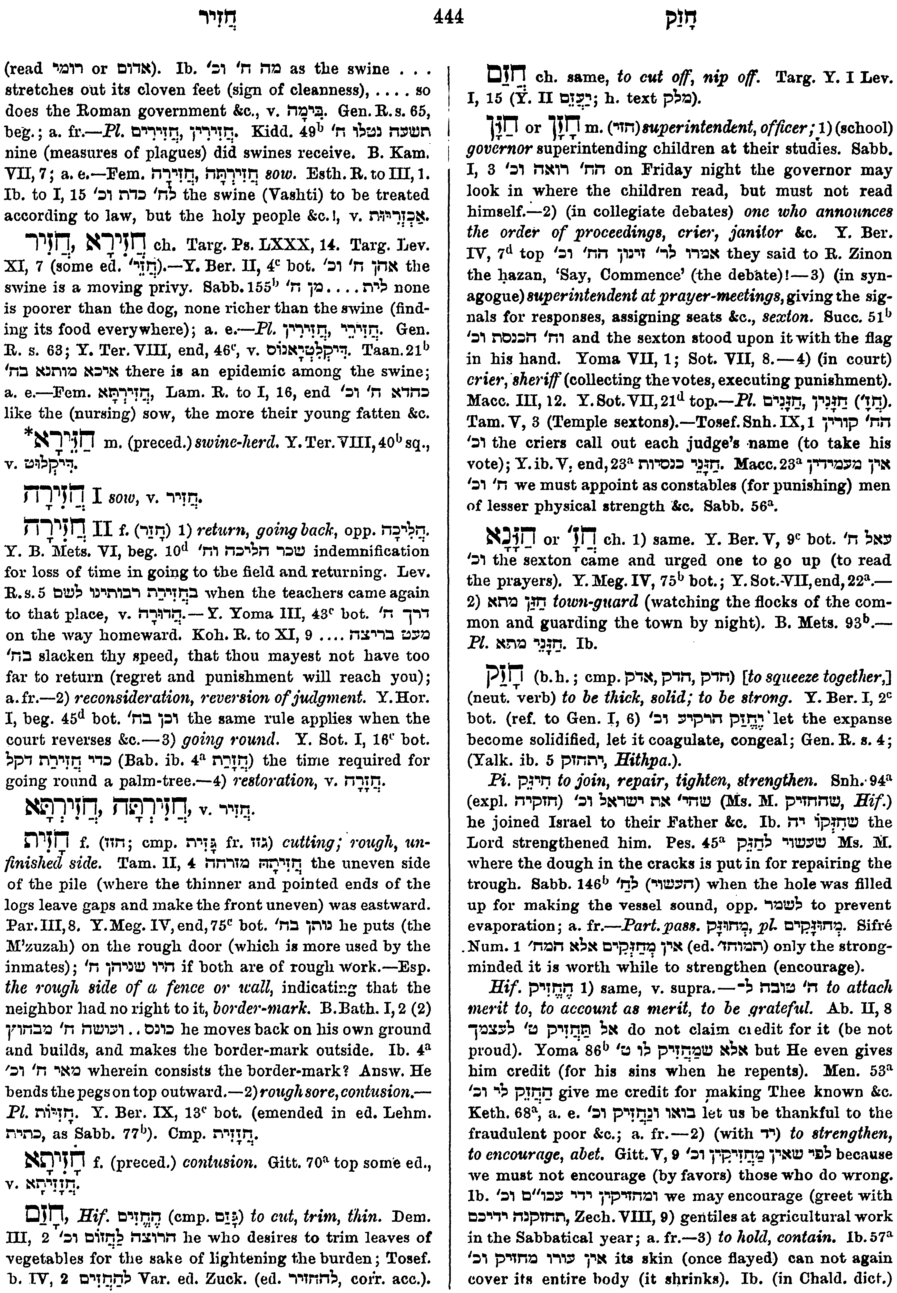 חֲזִיר 444 חָזַק
(read רומי or אדום). Ib. מה ח' וכ' as the swine . . .
stretches out its cloven feet (sign of cleanness), .... so
does the Roman government &c., v. בִּימָה. Gen. R. s. 65,
beg.; a. fr.—Pl. חֲזִירִים, חֲזִירִין. Kidd. 49b תשעה נטלו ח'
nine (measures of plagues) did swines receive. B. Kam.
VII, 7; a. e.—Fem. חֲזִירָה, חֲזִירְתָּה sow. Esth. R. to III, 1.
Ib. to I, 15 לח' כדת וכ' the swine (Vashti) to be treated
according to law, but the holy people &c.!, v. אַכְזָרִיּוּת.
חֲזִיר, חֲזִירָא ch. Targ. Ps. LXXX, 14. Targ. Lev.
XI, 7 (some ed. חֲזֵי').—Y. Ber. II, 4c bot. אהן ח' וכ' the
swine is a moving privy. Sabb. 155b לית....מן ח' none
is poorer than the dog, none richer than the swine (find-
ing its food everywhere); a. e.—Pl. חֲזִירֵי, חֲזִירִין. Gen.
R. s. 63; Y. Ter. VIII, end, 46c, v. דִּיקְלֵטְיָאנוֹס. Taan. 21b
איכא מותנא בח' there is an epidemic among the swine;
a. e.—Fem. חֲזִירְתָּא, Lam. R. to I, 16, end כהדא ח' וכ'
like the (nursing) sow, the more their young fatten &c.
*חֲזִירָא m. (preced.) swine-herd. Y. Ter. VIII, 40b sq.,
v. דִּיקְלוֹט.
חֲזִירָה I sow, v. חֲזִיר.
חֲזִירָה II f. (חָזַר) 1) return, going back, opp. הֲלִיכָה.
Y. B. Mets. VI, beg. 10d שכר הליכה וח' indemnification
for loss of time in going to the field and returning. Lev.
R. s. 5 בַּחֲזִירַת רבותינו לשם when the teachers came again
to that place, v. הֲדוּרָה.—Y. Yoma III, 43c bot. דרך ח'
on the way homeward. Koh. R. to XI, 9 .... מעט בריצה
בח' slacken thy speed, that thou mayest not have too
far to return (regret and punishment will reach you);
a. fr.—2) reconsideration, reversion of judgment. Y. Hor.
I, beg. 45d bot. וכן בח' the same rule applies when the
court reverses &c.—3) going round. Y. Sot. I, 16c bot.
כדי חֲזִירַת דקל (Bab. ib. 4a חֲזָרַת) the time required for
going round a palm-tree.—4) restoration, v. חֲזָרָה.
חֲזִירְתָּה, חֲזִירְתָּא, v. חֲזִיר.
חָזִית f. (חזז; cmp. גָּזִית fr. גזז) cutting; rough, un-
finished side. Tam. II, 4 חֲזִיתָהּ מזרחה the uneven side
of the pile (where the thinner and pointed ends of the
logs leave gaps and make the front uneven) was eastward.
Par. III, 8. Y. Meg. IV, end, 75c bot. נותן בח' he puts (the
M'zuzah) on the rough door (which is more used by the
inmates); היו שניהן ח' if both are of rough work.—Esp.
the rough side of a fence or wall, indicating that the
neighbor had no right to it, border-mark. B. Bath. I, 2 (2)
כונס .. ועושה ח' מבחוץ he moves back on his own ground
and builds, and makes the border-mark outside. Ib. 4a
מאי ח' וכ' wherein consists the border-mark? Answ. He
bends the pegs on top outward.—2) rough sore, contusion.—
Pl. חֲזִיּוֹת. Y. Ber. IX, 13c bot. (emended in ed. Lehm.
כתית, as Sabb. 77b). Cmp. חֲזָזִית.
חָזִיתָא f. (preced.) contusion. Gitt. 70a top some ed.,
v. חֲזָזִיתָא.
חָזַם, Hif. הֶחֱזִים (cmp. גָּזַם) to cut, trim, thin. Dem.
III, 2 הרוצה לַחֲזוֹם וכ' he who desires to trim leaves of
vegetables for the sake of lightening the burden; Tosef.
ib. IV, 2 לְהַחֲזִים Var. ed. Zuck. (ed. להחזיר, corr. acc.).
חֲזַם ch. same, to cut off, nip off. Targ. Y. I Lev.
I, 15 (Y. II יַעֲזֵם; h. text מלק).
חַזָּן or חַזָּן m. (חזי) superintendent, officer; 1) (school)
governor superintending children at their studies. Sabb.
I, 3 הח' רואה וכ' on Friday night the governor may
look in where the children read, but must not read
himself.—2) (in collegiate debates) one who announces
the order of proceedings, crier, janitor &c. Y. Ber.
IV, 7d top אמרו לר' זינון הח' וכ' they said to R. Zinon
the hazan, 'Say, Commence' (the debate)!—3) (in syn-
agogue) superintendent at prayer-meetings, giving the sig-
nals for responses, assigning seats &c., sexton. Succ. 51b
וח' הכנסת וכ' and the sexton stood upon it with the flag
in his hand. Yoma VII, 1; Sot. VII, 8.—4) (in court)
crier, sheriff (collecting the votes, executing punishment).
Macc. III, 12. Y. Sot. VII, 21d top.—Pl. חַזָּנִים, חַזָּנִין (חָזָ').
Tam. V, 3 (Temple sextons).—Tosef. Snh. IX, 1 הח' קורין
וכ' the criers call out each judge's name (to take his
vote); Y. ib. V, end, 23a חַזָּנֵי כנסיות. Macc. 23a אין מעמידין
ח' וכ' we must appoint as constables (for punishing) men
of lesser physical strength &c. Sabb. 56a.
חַזָּנָא or חַזָּ' ch. 1) same. Y. Ber. V, 9c bot. עאל ח'
וכ' the sexton came and urged one to go up (to read
the prayers). Y. Meg. IV, 75b bot.; Y. Sot. VII, end, 22a.—
2) חַזַּן מתא town-guard (watching the flocks of the com-
mon and guarding the town by night). B. Mets. 93b.—
Pl. חַזָּנֵי מתא. Ib.
חָזַק (b. h.; cmp. הדק, חדק, אדק) [to squeeze together,]
(neut. verb) to be thick, solid; to be strong. Y. Ber. I, 2c
bot. (ref. to Gen. I, 6) יֶחֱזַק הרקיע וכ' let the expanse
become solidified, let it coagulate, congeal; Gen. R. s. 4;
(Yalk. ib. 5 יתחזק, Hithpa.).
Pi. חִיזֵּק to join, repair, tighten, strengthen. Snh. 94a
(expl. חזקיה) שחי' את ישראל וכ' (Ms. M. שהחזיק, Hif.)
he joined Israel to their Father &c. Ib. שֶׁחִזְּקוֹ יה the
Lord strengthened him. Pes. 45a שעשוי לְחַזֵּק Ms. M.
where the dough in the cracks is put in for repairing the
trough. Sabb. 146b לְחַ' (העשוי) when the hole was filled
up for making the vessel sound, opp. לשמר to prevent
evaporation; a. fr.—Part. pass. מְחוּזָּק, pl. מְחוּזָּקִים. Sifré
Num. 1 אין מְחַזְּקִים אלא המח' (ed. המוחז') only the strong-
minded it is worth while to strengthen (encourage).
Hif. הֶחֱזִיק 1) same, v. supra.—ח' טובה ל- to attach
merit to, to account as merit, to be grateful. Ab. II, 8
אל תַּחֲזִיק ט' לעצמך do not claim credit for it (be not
proud). Yoma 86b אלא שמַּחֲזִיק לו ט' but He even gives
him credit (for his sins when he repents). Men. 53a
הַחֲזֵק לי וכ' give me credit for making Thee known &c.
Keth. 68a, a. e. בואו וְנַחֲזִיק וכ' let us be thankful to the
fraudulent poor &c.; a. fr.—2) (with יד) to strengthen,
to encourage, abet. Gitt. V, 9 לפי שאין מַחֲזִיקִין וכ' because
we must not encourage (by favors) those who do wrong.
Ib. ומחזיקין ידי עכו״ם וכ' we may encourage (greet with
תחזקנה ידיכם, Zech. VIII, 9) gentiles at agricultural work
in the Sabbatical year; a. fr.—3) to hold, contain. Ib. 57a
אין עורו מחזיק וכ' its skin (once flayed) can not again
cover its entire body (it shrinks). Ib. (in Chald. dict.)